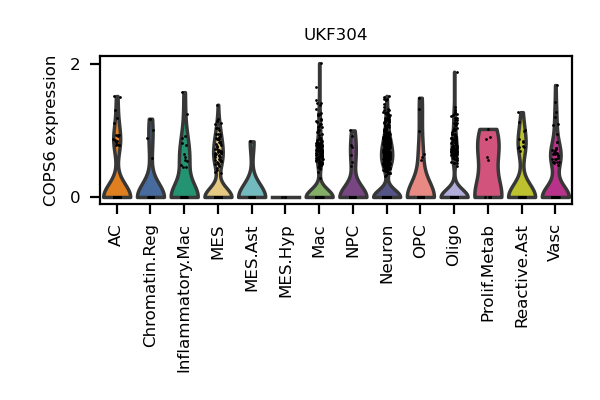 UKF304
COPS6 expression
2
0
AC
Chromatin.Reg
Inflammatory.Mac
MES
MES.Ast
MES.Hyp
Mac
NPC
Neuron
OPC
Oligo
Prolif.Metab
Reactive.Ast
Vasc